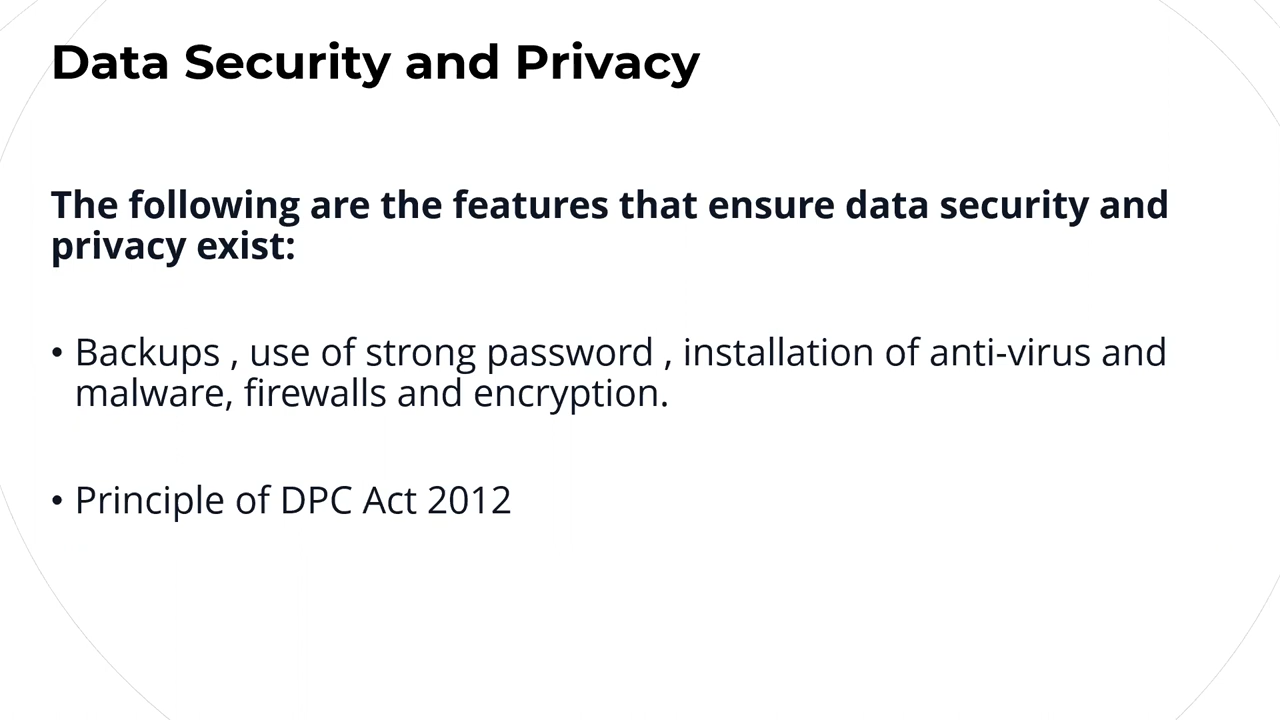 Data Security and Privacy
The following are the features that ensure data security and
privacy exist:
• Backups , use of strong password , installation of anti-virus and
malware, firewalls and encryption.
• Principle of DPC Act 2012